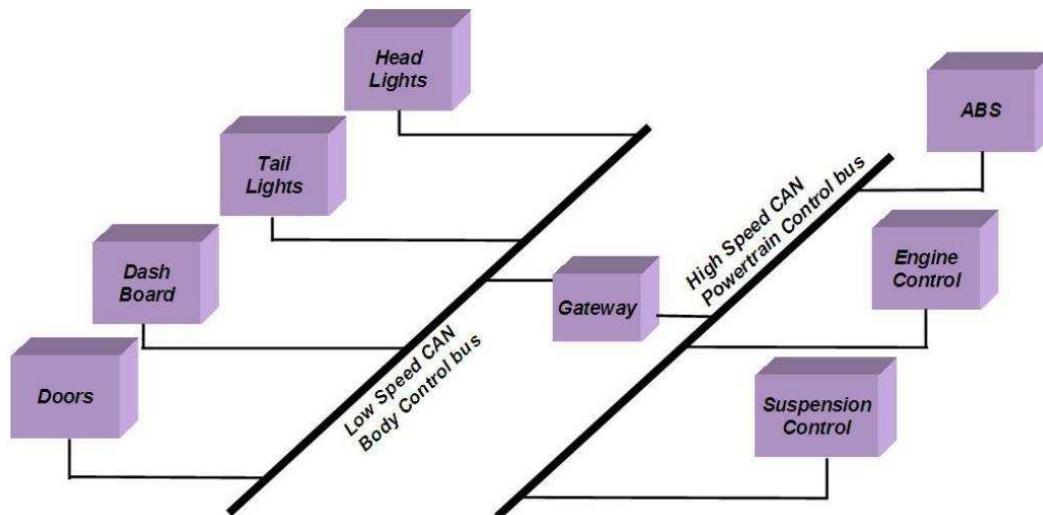 Head
Lights
Tail
Lights
Dash
Board
Doors
Low Speed CAN
Body Control bus
Gateway
High Speed CAN
Powertrain Control bus
ABS
Engine
Control
Suspension
Control